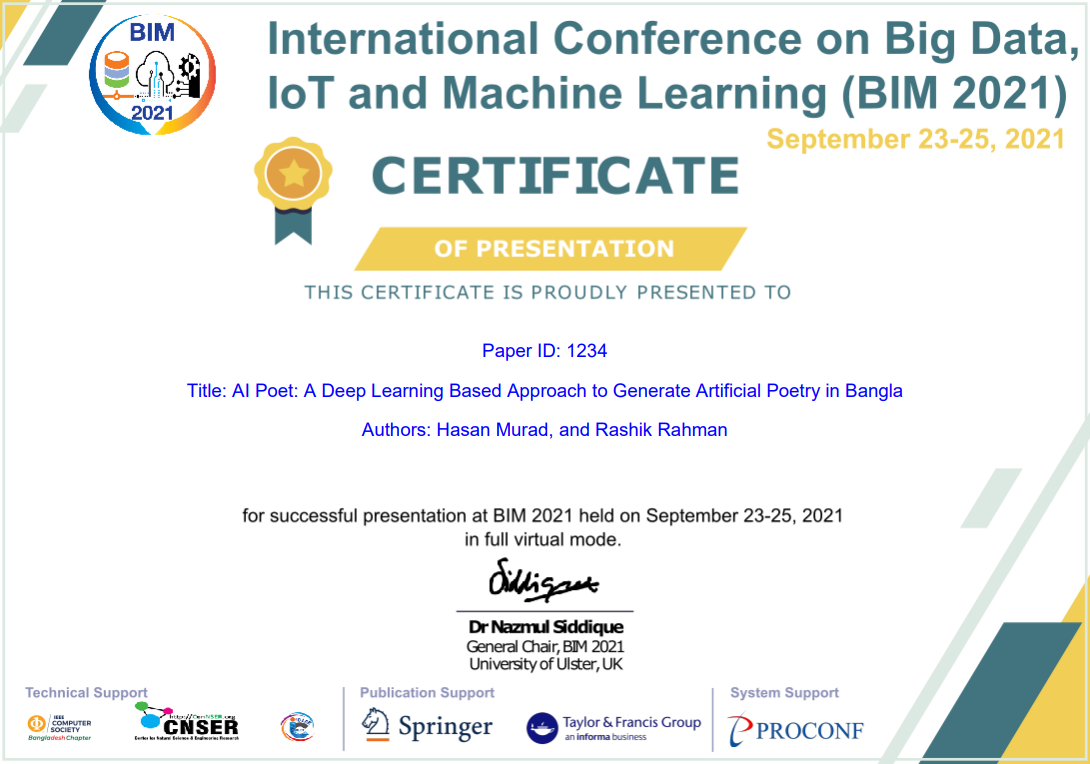 BIM
2021
International Conference on Big Data,
IoT and Machine Learning (BIM 2021)
September 23-25, 2021
CERTIFICATE
OF PRESENTATION
THIS CERTIFICATE IS PROUDLY PRESENTED TO
Paper ID: 1234
Title: AI Poet: A Deep Learning Based Approach to Generate Artificial Poetry in Bangla
Authors: Hasan Murad, and Rashik Rahman
for successful presentation at BIM 2021 held on September 23-25, 2021
in full virtual mode.
Siddique
Dr Nazmul Siddique
General Chair, BIM 2021
University of Ulster, UK
Technical Support
IEEE
COMPUTER
SOCIETY
Bangladesh Chapter
CNSER
Center for Natural Science & Engineering Research
Publication Support
Springer
Taylor & Francis Group
an informa business
System Support
PROCONF